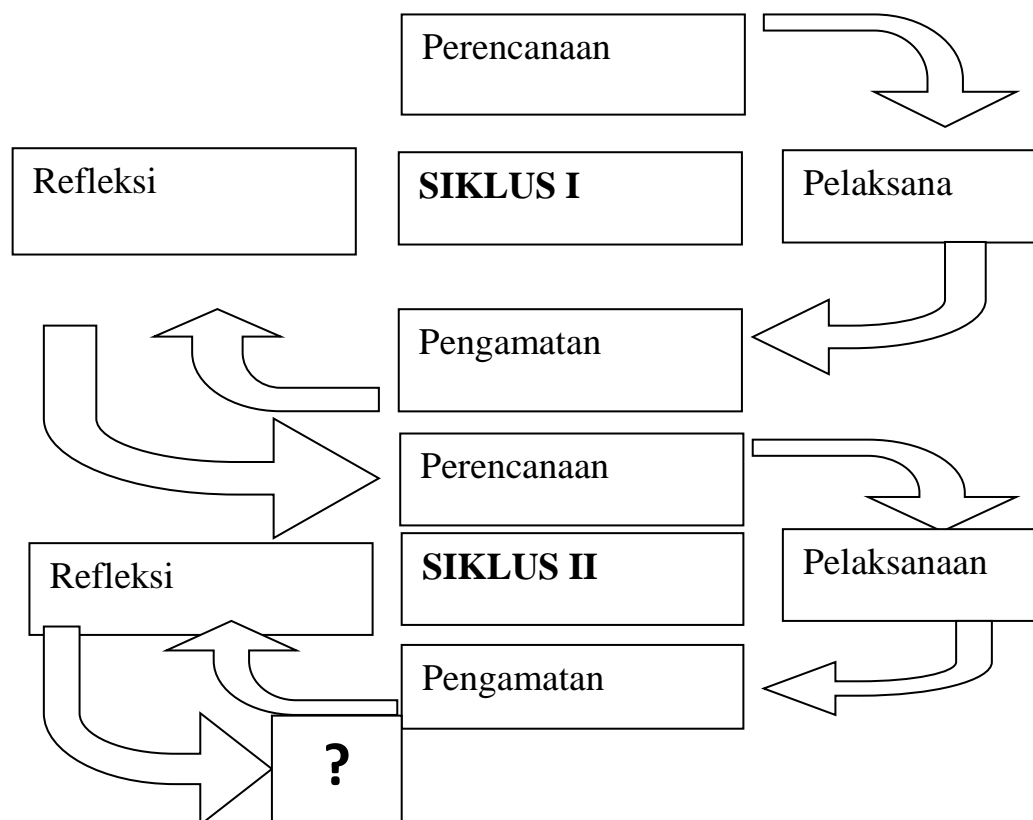 Perencanaan
Refleksi
SIKLUS I
Pelaksana
Pengamatan
Perencanaan
Refleksi
SIKLUS II
Pelaksanaan
Pengamatan
?